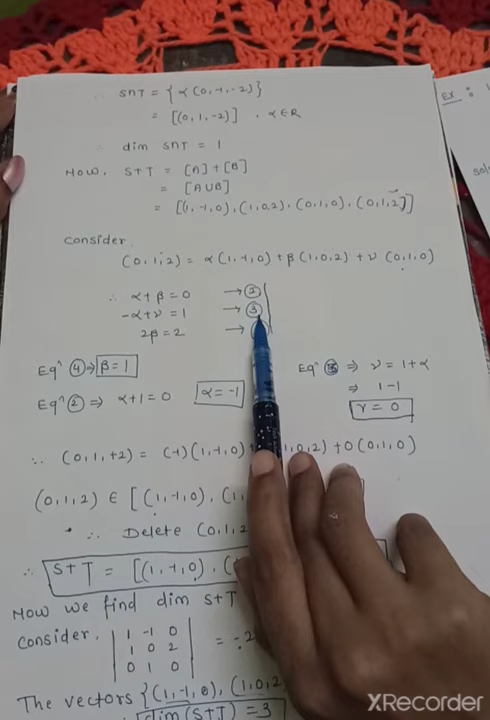 S∩T = { α (0, -1, -2)}
= [(0, 1, -2)] , α∈R
∴ dim S∩T = 1
Now, S+T = [A] + [B]
= [A∪B]
= [(1, -1, 0), (1, 0, 2), (0, 1, 0), (0, 1, 2)]
Consider,
(0, 1, 2) = α (1, -1, 0) + β (1, 0, 2) + ν (0, 1, 0)
∴ α + β = 0 → ②
-α + ν = 1 → ③
2β = 2 →
Eqⁿ ④ ⇒ β = 1
Eqⁿ ② ⇒ α + 1 = 0 α = -1
Eqⁿ ③ ⇒ ν = 1 + α
⇒ 1 - 1
ν = 0
∴ (0, 1, +2) = (-1) (1, -1, 0) 1, 0, 2) + 0 (0, 1, 0)
(0, 1, 2) ∈ [(1, -1, 0), (1,
∴ Delete (0, 1, 2
∴ S+T = [(1, -1, 0), (
Now we find dim S+T
Consider, | 1 -1 0 |
| 1 0 2 | = -2
| 0 1 0 |
The vectors {(1, -1, 0), (1, 0, 2
dim (S+T) = 3
Ex :
Sol
XRecorder